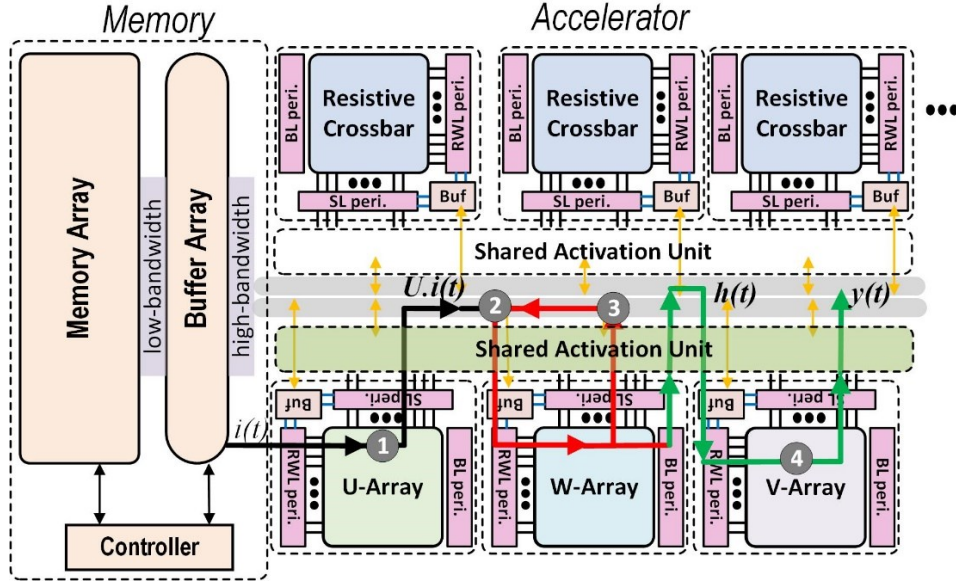 Memory
Accelerator
Memory Array
low-bandwidth
Buffer Array
high-bandwidth
Controller
BL peri.
Resistive
Crossbar
RWL peri.
SL peri.
Buf
BL peri.
Resistive
Crossbar
RWL peri.
SL peri.
Buf
BL peri.
Resistive
Crossbar
RWL peri.
SL peri.
Buf
Shared Activation Unit
U.i(t)
2
3
h(t)
y(t)
Shared Activation Unit
i(t)
Buf
SL peri.
RWL peri.
1
U-Array
BL peri.
Buf
SL peri.
RWL peri.
W-Array
BL peri.
Buf
SL peri.
RWL peri.
4
V-Array
BL peri.